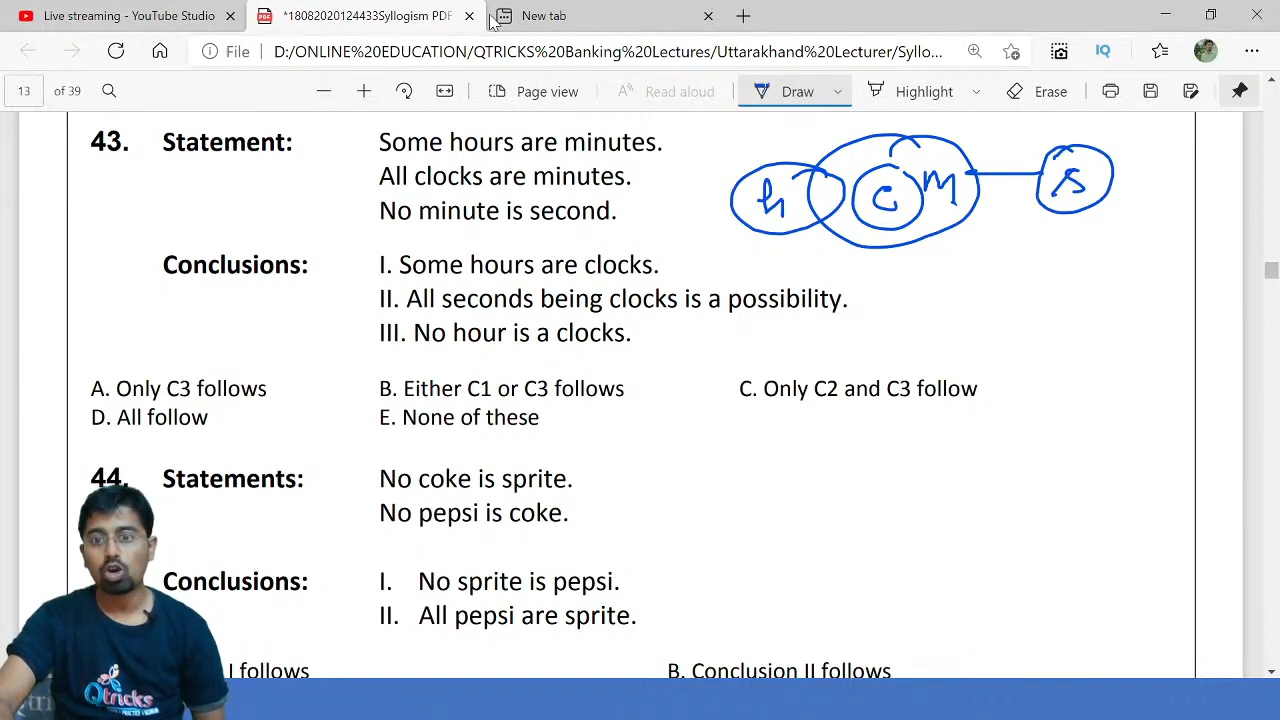 Live streaming - YouTube Studio
*18082020124433Syllogism PDF
New tab
File
D:/ONLINE%20EDUCATION/QTRICKS%20Banking%20Lectures/Uttarakhand%20Lecturer/Syllo...
IQ
13 of 39
Page view
Read aloud
Draw
Highlight
Erase
43. Statement: Some hours are minutes.
All clocks are minutes.
No minute is second.
h c m s
Conclusions: I. Some hours are clocks.
II. All seconds being clocks is a possibility.
III. No hour is a clocks.
A. Only C3 follows B. Either C1 or C3 follows C. Only C2 and C3 follow
D. All follow E. None of these
44. Statements: No coke is sprite.
No pepsi is coke.
Conclusions: I. No sprite is pepsi.
II. All pepsi are sprite.
I follows B. Conclusion II follows
Qtricks